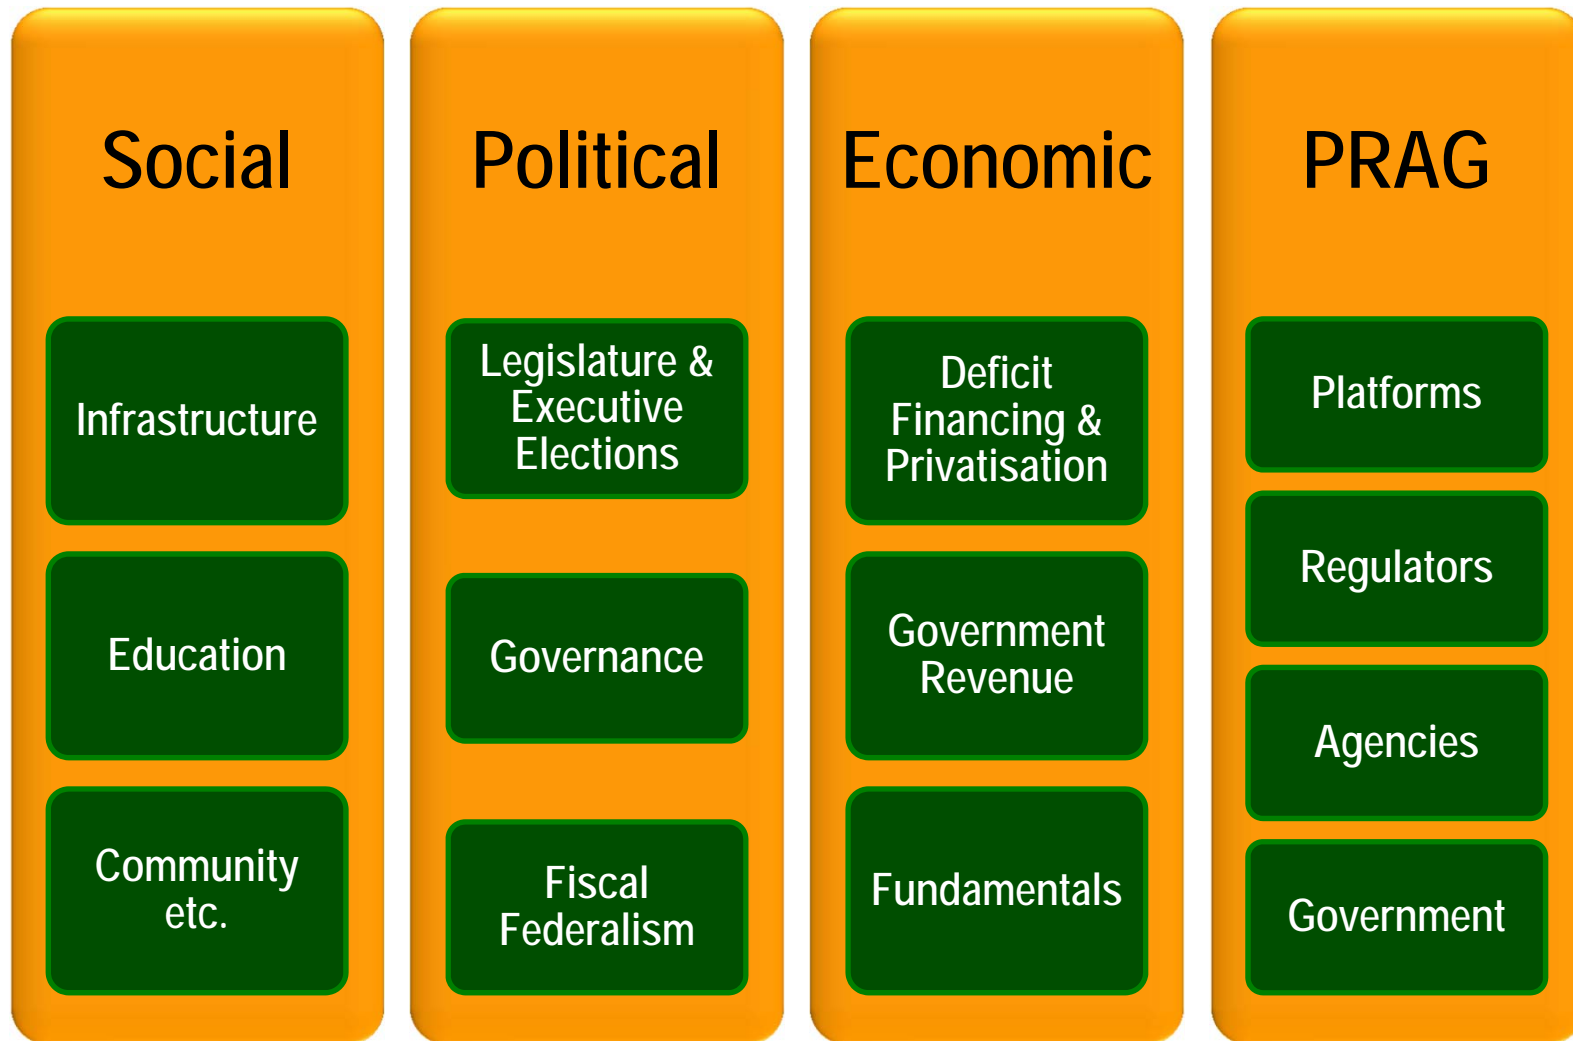 Social
Infrastructure
Education
Community
etc.
Political
Legislature &
Executive
Elections
Governance
Fiscal
Federalism
Economic
Deficit
Financing &
Privatisation
Government
Revenue
Fundamentals
PRAG
Platforms
Regulators
Agencies
Government